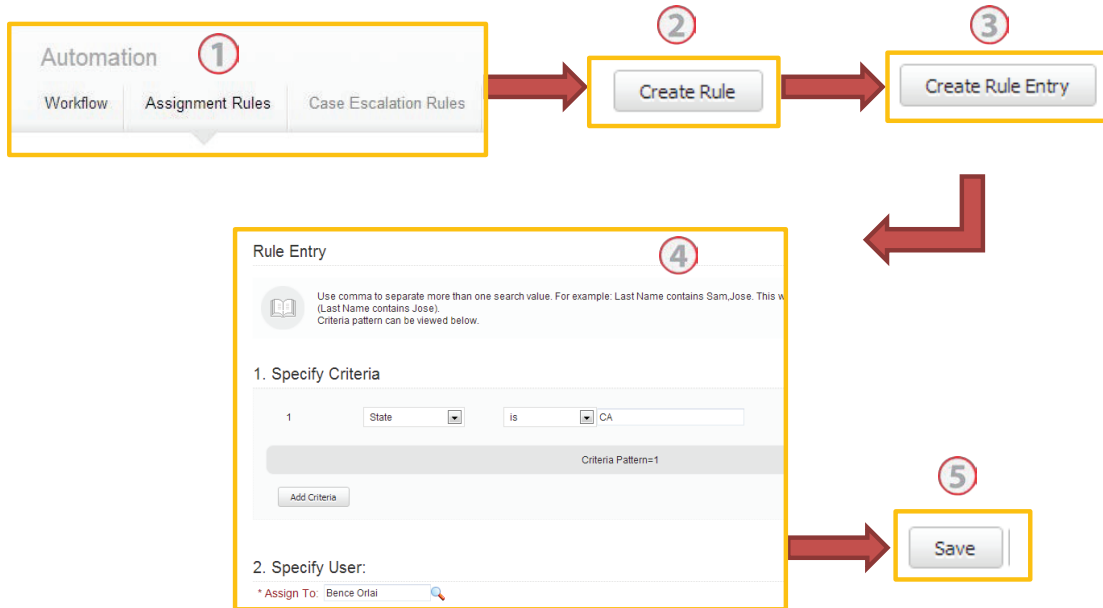 Automation
1
Workflow
Assignment Rules
Case Escalation Rules
2
Create Rule
3
Create Rule Entry
4
Rule Entry
Use comma to separate more than one search value. For example: Last Name contains Sam,Jose. This w
(Last Name contains Jose).
Criteria pattern can be viewed below.
1. Specify Criteria
1 State is CA
Criteria Pattern=1
Add Criteria
2. Specify User:
* Assign To: Bence Orlai
5
Save